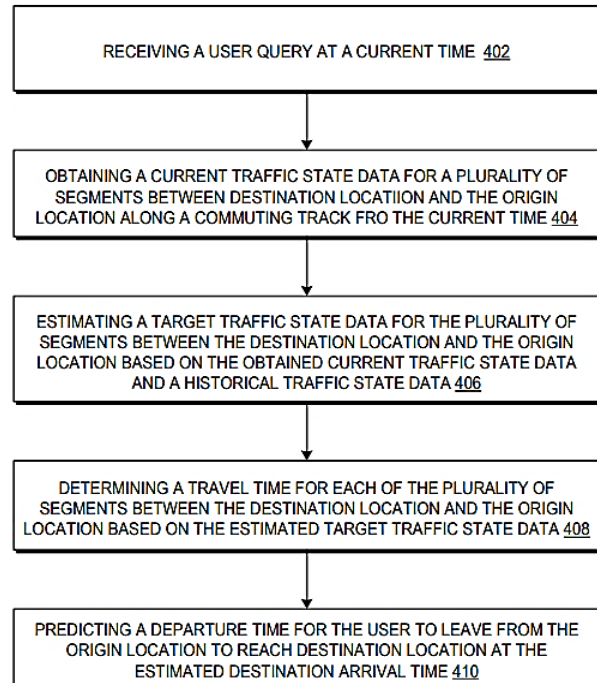 RECEIVING A USER QUERY AT A CURRENT TIME 402
OBTAINING A CURRENT TRAFFIC STATE DATA FOR A PLURALITY OF
SEGMENTS BETWEEN DESTINATION LOCATIION AND THE ORIGIN
LOCATION ALONG A COMMUTING TRACK FRO THE CURRENT TIME 404
ESTIMATING A TARGET TRAFFIC STATE DATA FOR THE PLURALITY OF
SEGMENTS BETWEEN THE DESTINATION LOCATION AND THE ORIGIN
LOCATION BASED ON THE OBTAINED CURRENT TRAFFIC STATE DATA
AND A HISTORICAL TRAFFIC STATE DATA 406
DETERMINING A TRAVEL TIME FOR EACH OF THE PLURALITY OF
SEGMENTS BETWEEN THE DESTINATION LOCATION AND THE ORIGIN
LOCATION BASED ON THE ESTIMATED TARGET TRAFFIC STATE DATA 408
PREDICTING A DEPARTURE TIME FOR THE USER TO LEAVE FROM THE
ORIGIN LOCATION TO REACH DESTINATION LOCATION AT THE
ESTIMATED DESTINATION ARRIVAL TIME 410